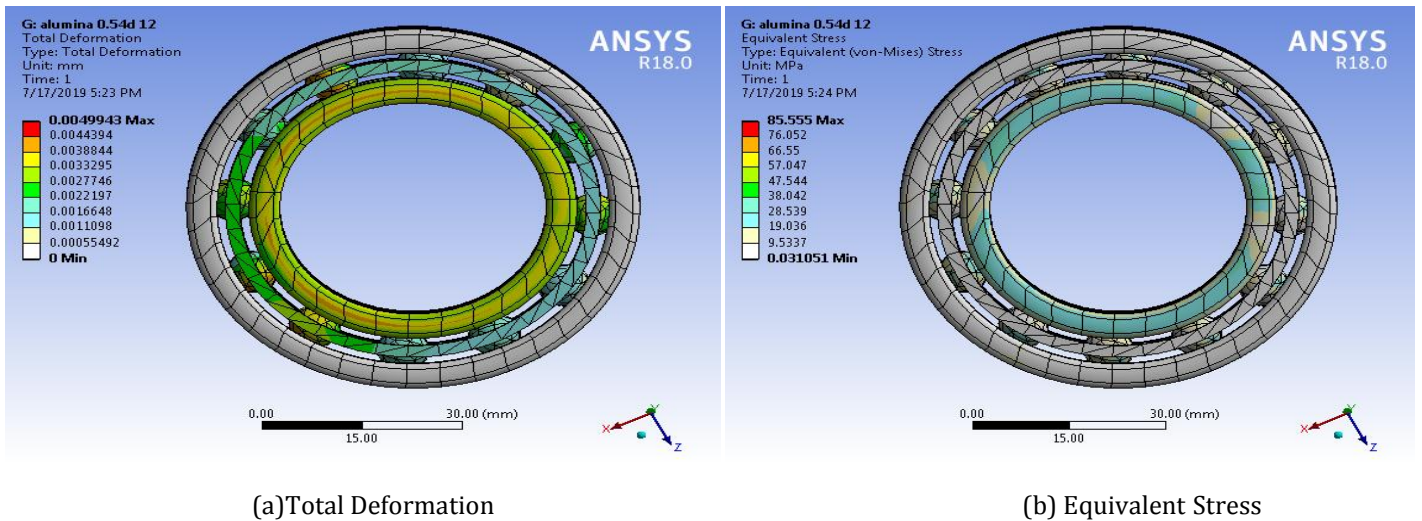 G: alumina 0.54d 12
Total Deformation
Type: Total Deformation
Unit: mm
Time: 1
7/17/2019 5:23 PM
ANSYS
R18.0
0.0049943 Max
0.0044394
0.0038844
0.0033295
0.0027746
0.0022197
0.0016648
0.0011098
0.00055492
0 Min
0.00
30.00 (mm)
15.00
X
Y
Z
G: alumina 0.54d 12
Equivalent Stress
Type: Equivalent (von-Mises) Stress
Unit: MPa
Time: 1
7/17/2019 5:24 PM
ANSYS
R18.0
85.555 Max
76.052
66.55
57.047
47.544
38.042
28.539
19.036
9.5337
0.031051 Min
0.00
30.00 (mm)
15.00
X
Y
Z
(a)Total Deformation
(b) Equivalent Stress